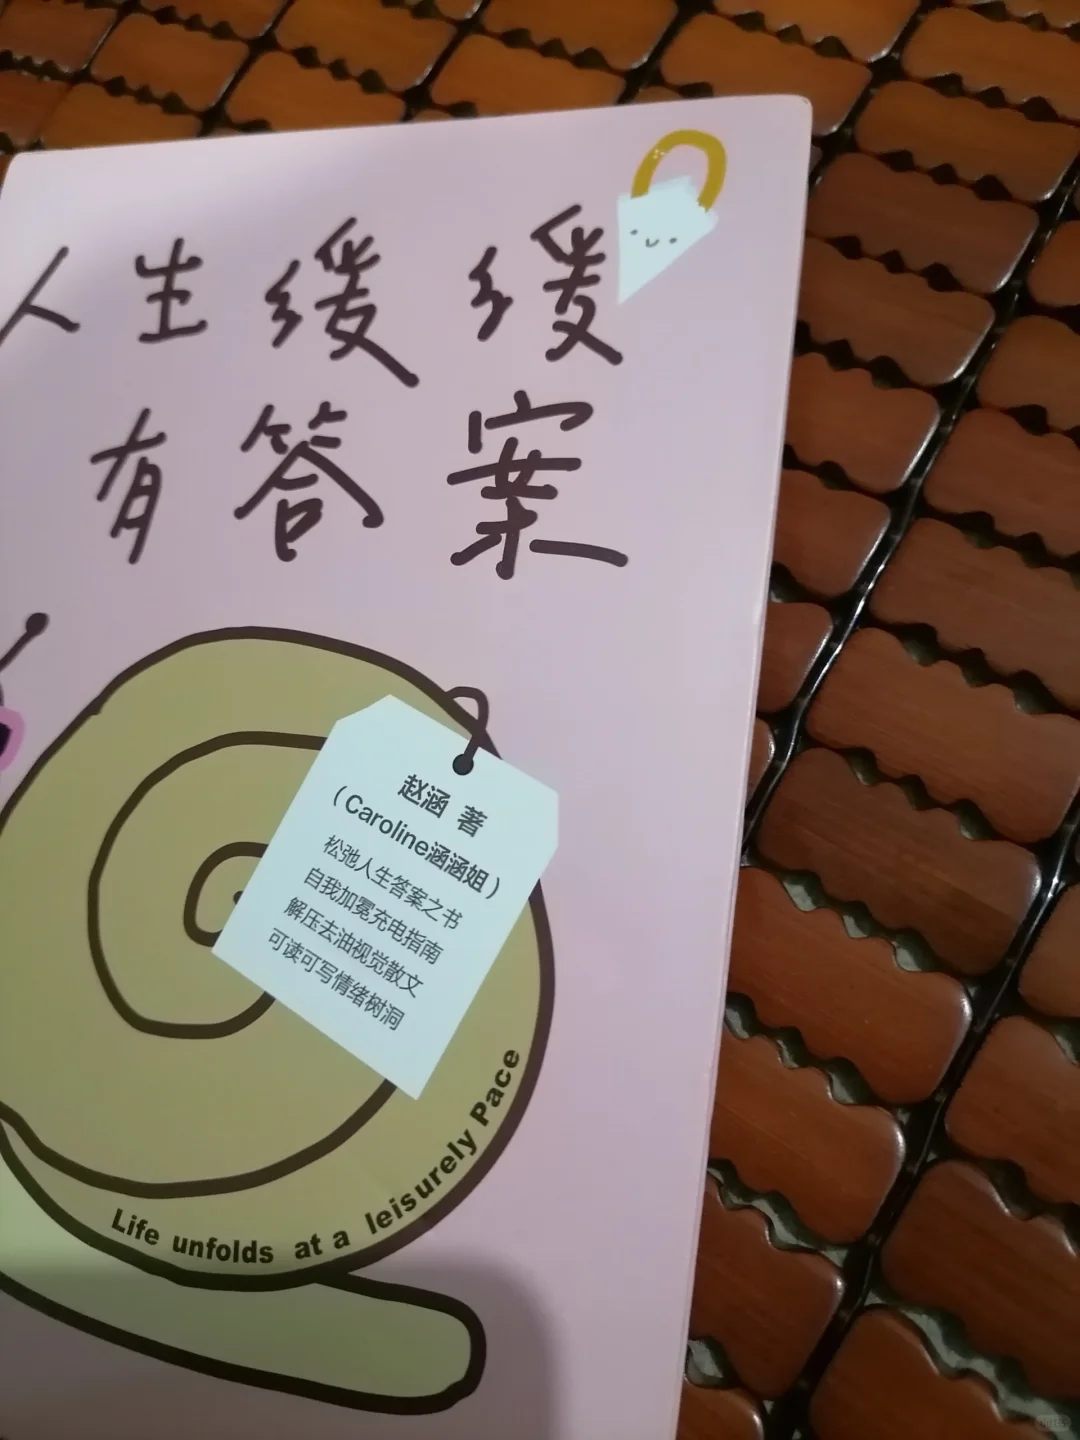 人生缓缓
有答案
赵涵 著
（Caroline涵涵姐）
松弛人生答案之书
自我加冕充电指南
解压去油视觉散文
可读可写情绪树洞
Life unfolds at a leisurely Pace